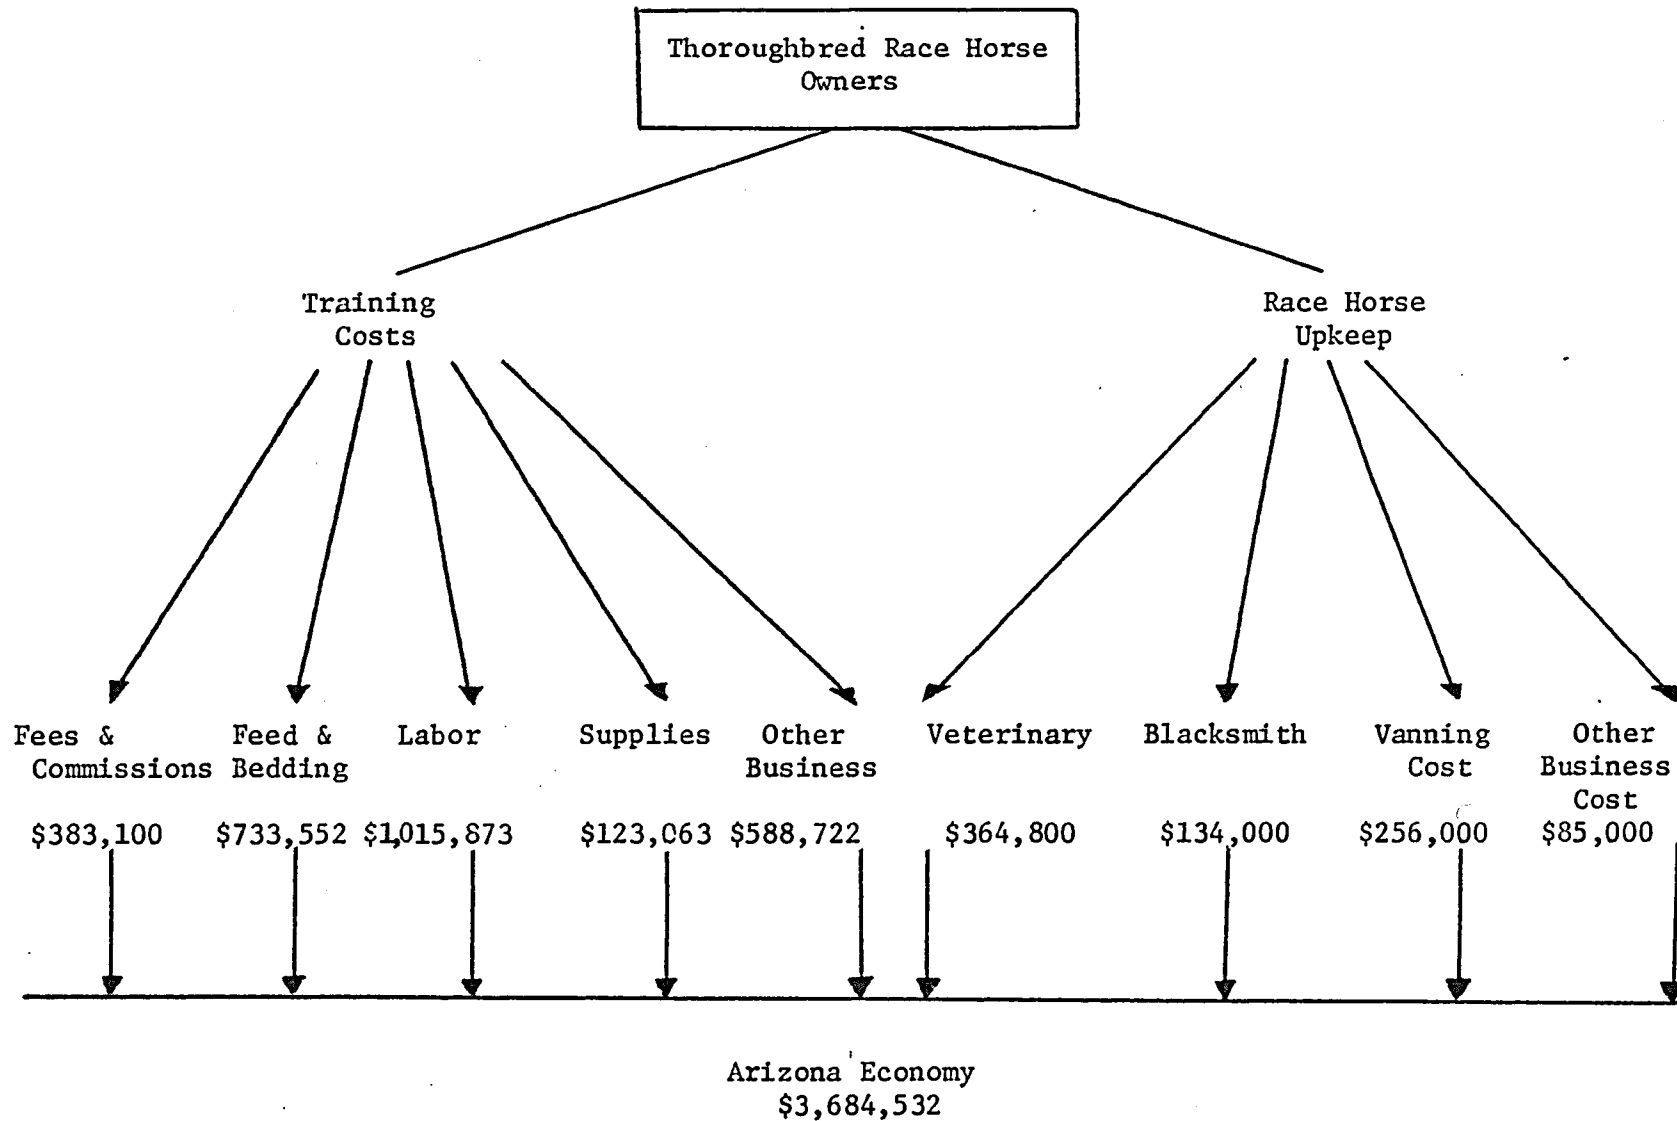 Thoroughbred Race Horse
Owners
Training
Costs
Race Horse
Upkeep
Fees &
Commissions
$383,100
Feed &
Bedding
$733,552
Labor
$1,015,873
Supplies
$123,063
Other
Business
$588,722
Veterinary
$364,800
Blacksmith
$134,000
Vanning
Cost
$256,000
Other
Business
Cost
$85,000
Arizona Economy
$3,684,532